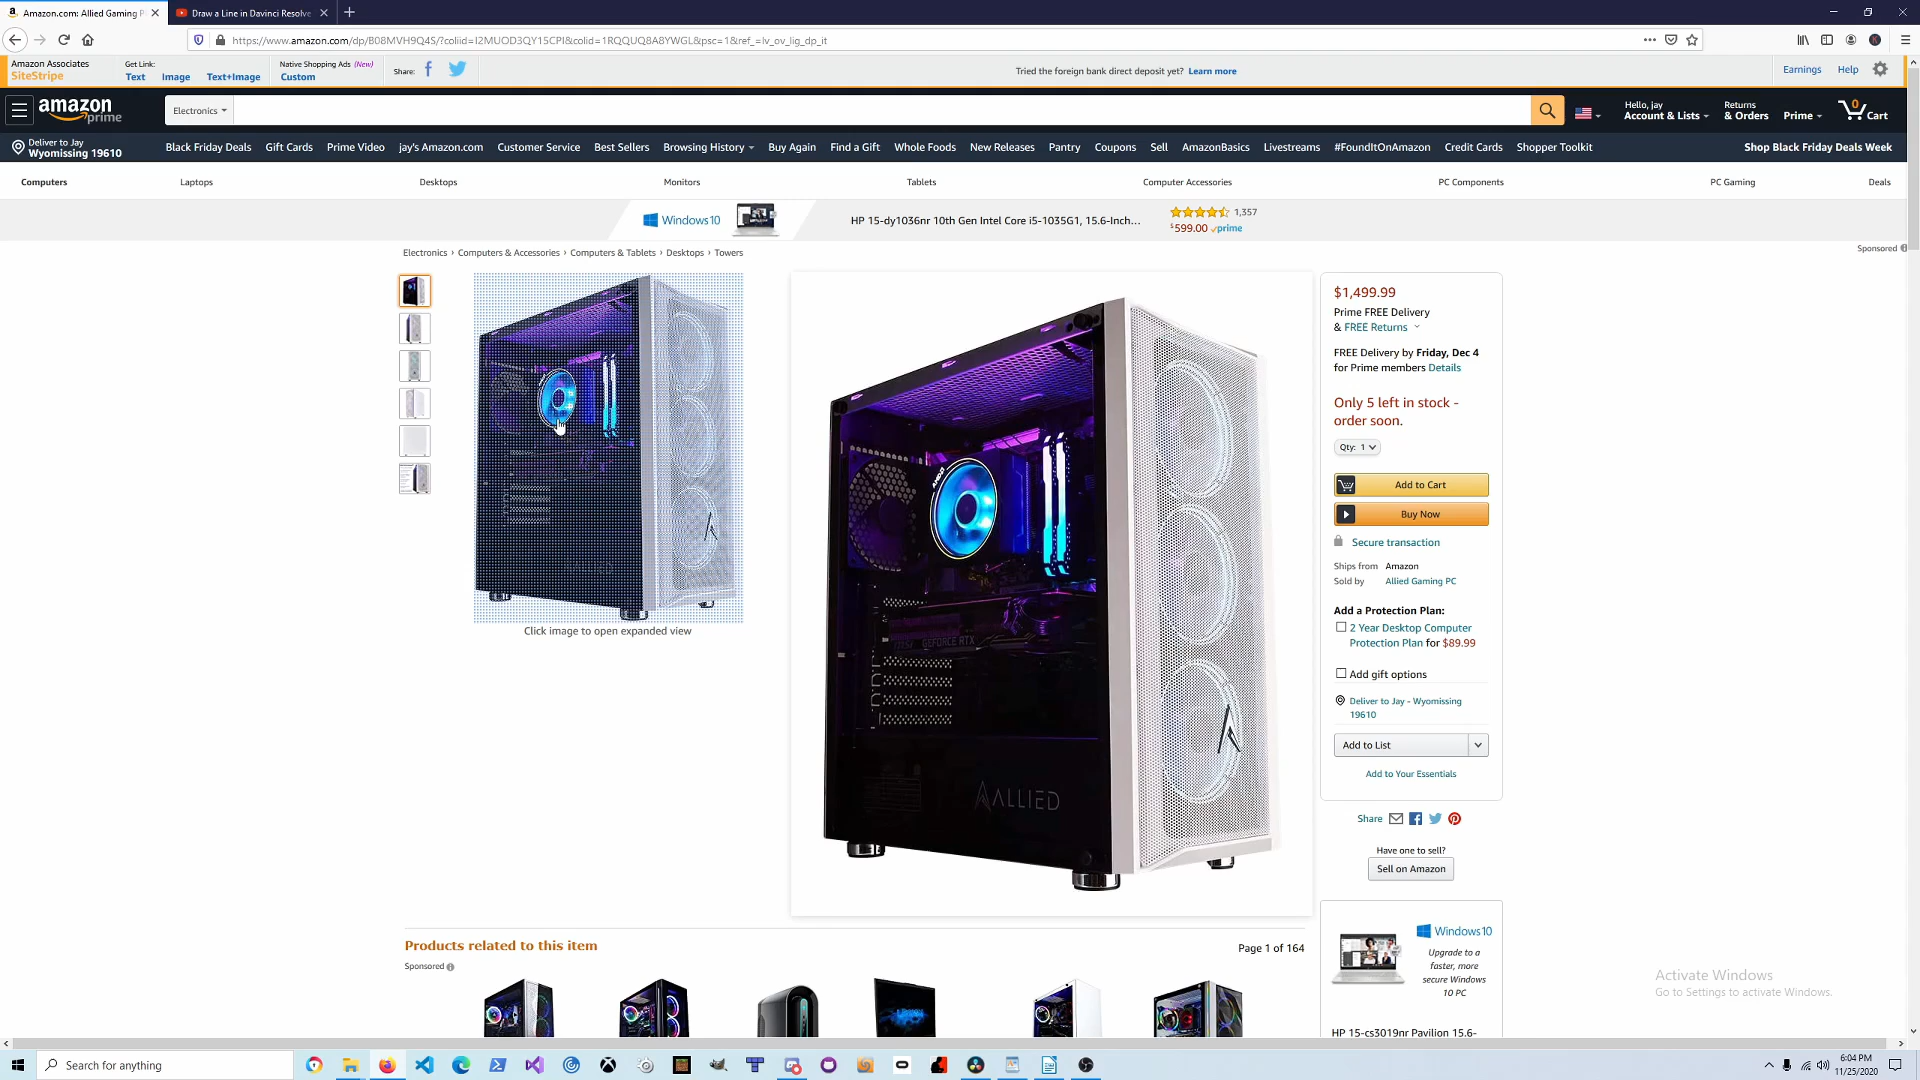 Amazon.com: Allied Gaming P
Draw a Line in Davinci Resolve
https://www.amazon.com/dp/B08MVH9Q4S/?coliid=I2MUOD3QY15CPI&colid=1RQQUQ8A8YWGL&psc=1&ref_=lv_ov_lig_dp_it
Amazon Associates
SiteStripe
Get Link:
Text Image Text+Image
Native Shopping Ads (New)
Custom
Share:
Tried the foreign bank direct deposit yet? Learn more
Earnings Help
amazon
prime
Electronics
Hello, jay
Account & Lists
Returns
& Orders
Prime
0
Cart
Deliver to Jay
Wyomissing 19610
Black Friday Deals Gift Cards Prime Video jay's Amazon.com Customer Service Best Sellers Browsing History Buy Again Find a Gift Whole Foods New Releases Pantry Coupons Sell AmazonBasics Livestreams #FoundItOnAmazon Credit Cards Shopper Toolkit
Shop Black Friday Deals Week
Computers Laptops Desktops Monitors Tablets Computer Accessories PC Components PC Gaming Deals
Windows10
HP 15-dy1036nr 10th Gen Intel Core i5-1035G1, 15.6-Inch...
1,357
$599.00 prime
Sponsored
Electronics › Computers & Accessories › Computers & Tablets › Desktops › Towers
ALLIED
Click image to open expanded view
AMD
GEFORCE RTX
ALLIED
$1,499.99
Prime FREE Delivery
& FREE Returns
FREE Delivery by Friday, Dec 4
for Prime members Details
Only 5 left in stock -
order soon.
Qty: 1
Add to Cart
Buy Now
Secure transaction
Ships from Amazon
Sold by Allied Gaming PC
Add a Protection Plan:
2 Year Desktop Computer
Protection Plan for $89.99
Add gift options
Deliver to Jay - Wyomissing
19610
Add to List
Add to Your Essentials
Share
Have one to sell?
Sell on Amazon
Products related to this item
Page 1 of 164
Sponsored
Windows10
Upgrade to a
faster, more
secure Windows
10 PC
HP 15-cs3019nr Pavilion 15.6-
Activate Windows
Go to Settings to activate Windows.
Search for anything
6:04 PM
11/25/2020